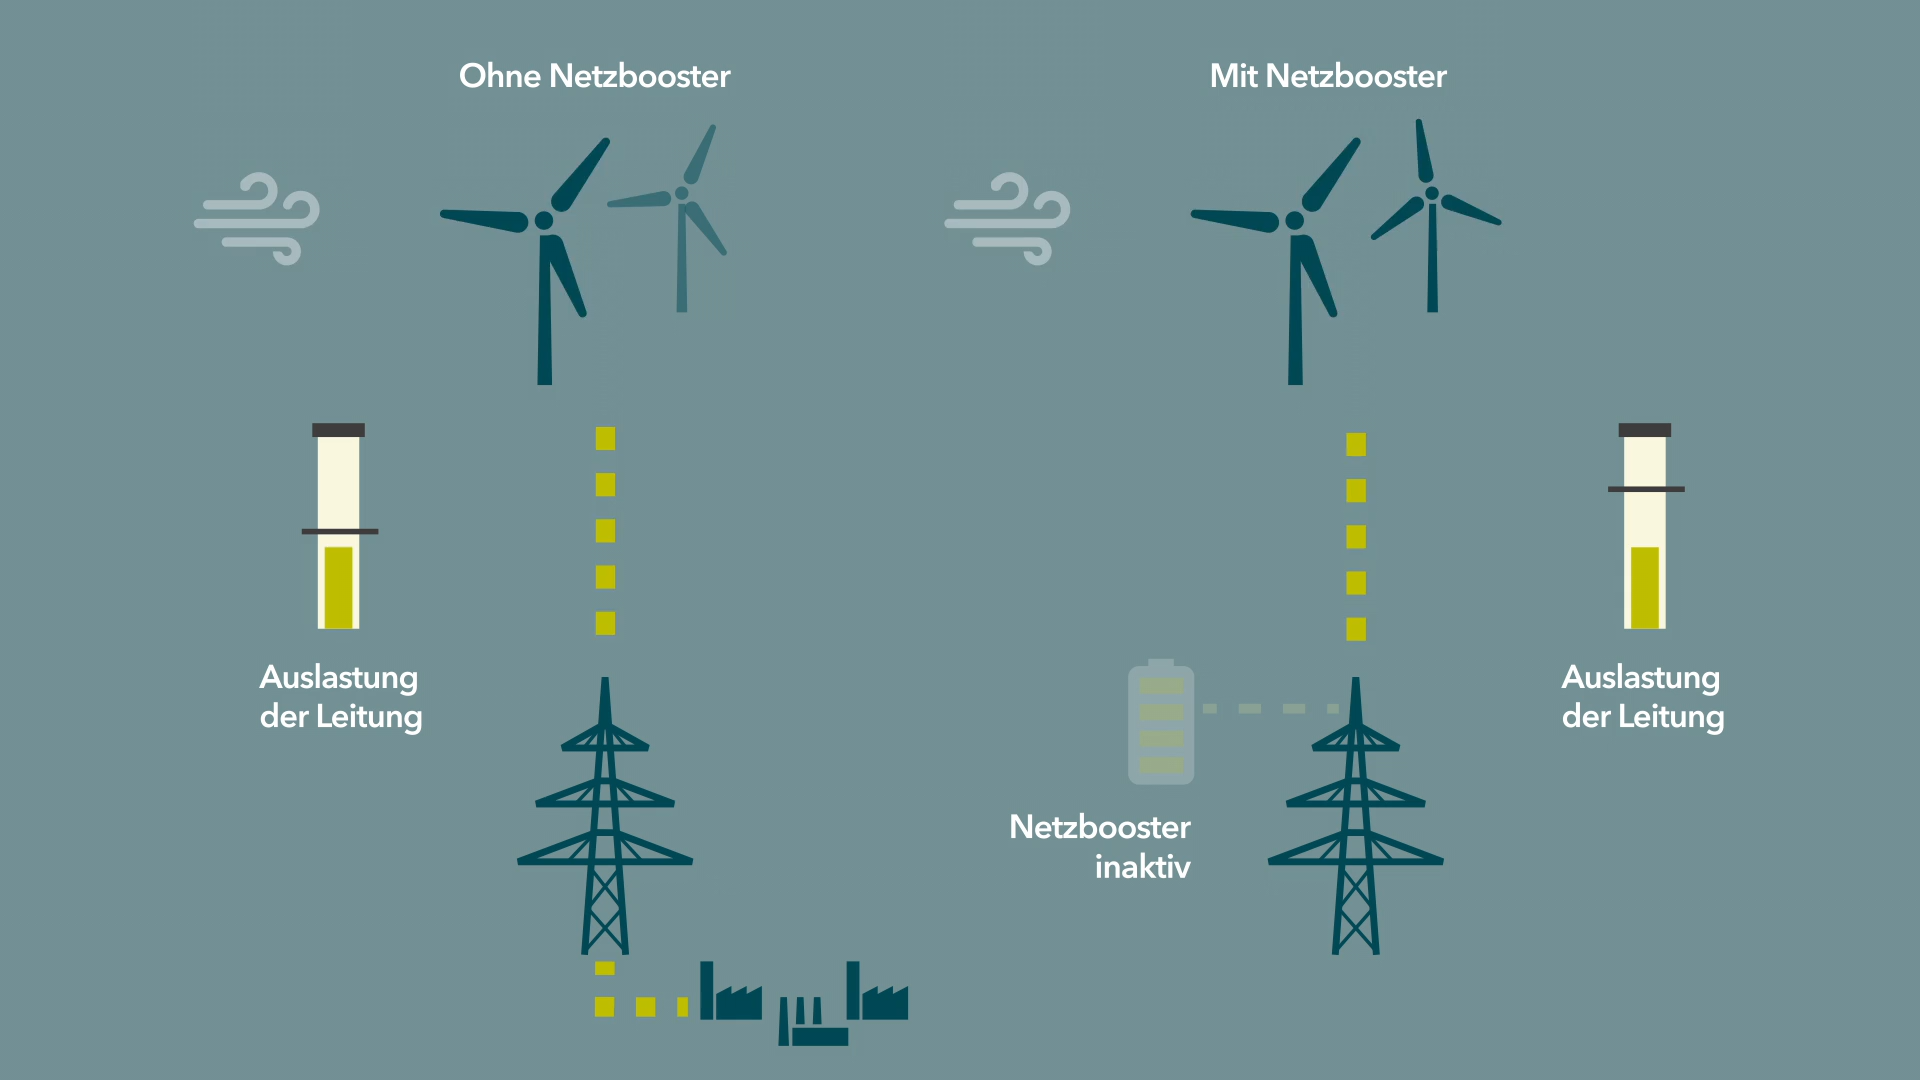 Ohne Netzbooster
Mit Netzbooster
Auslastung
der Leitung
Auslastung
der Leitung
Netzbooster
inaktiv